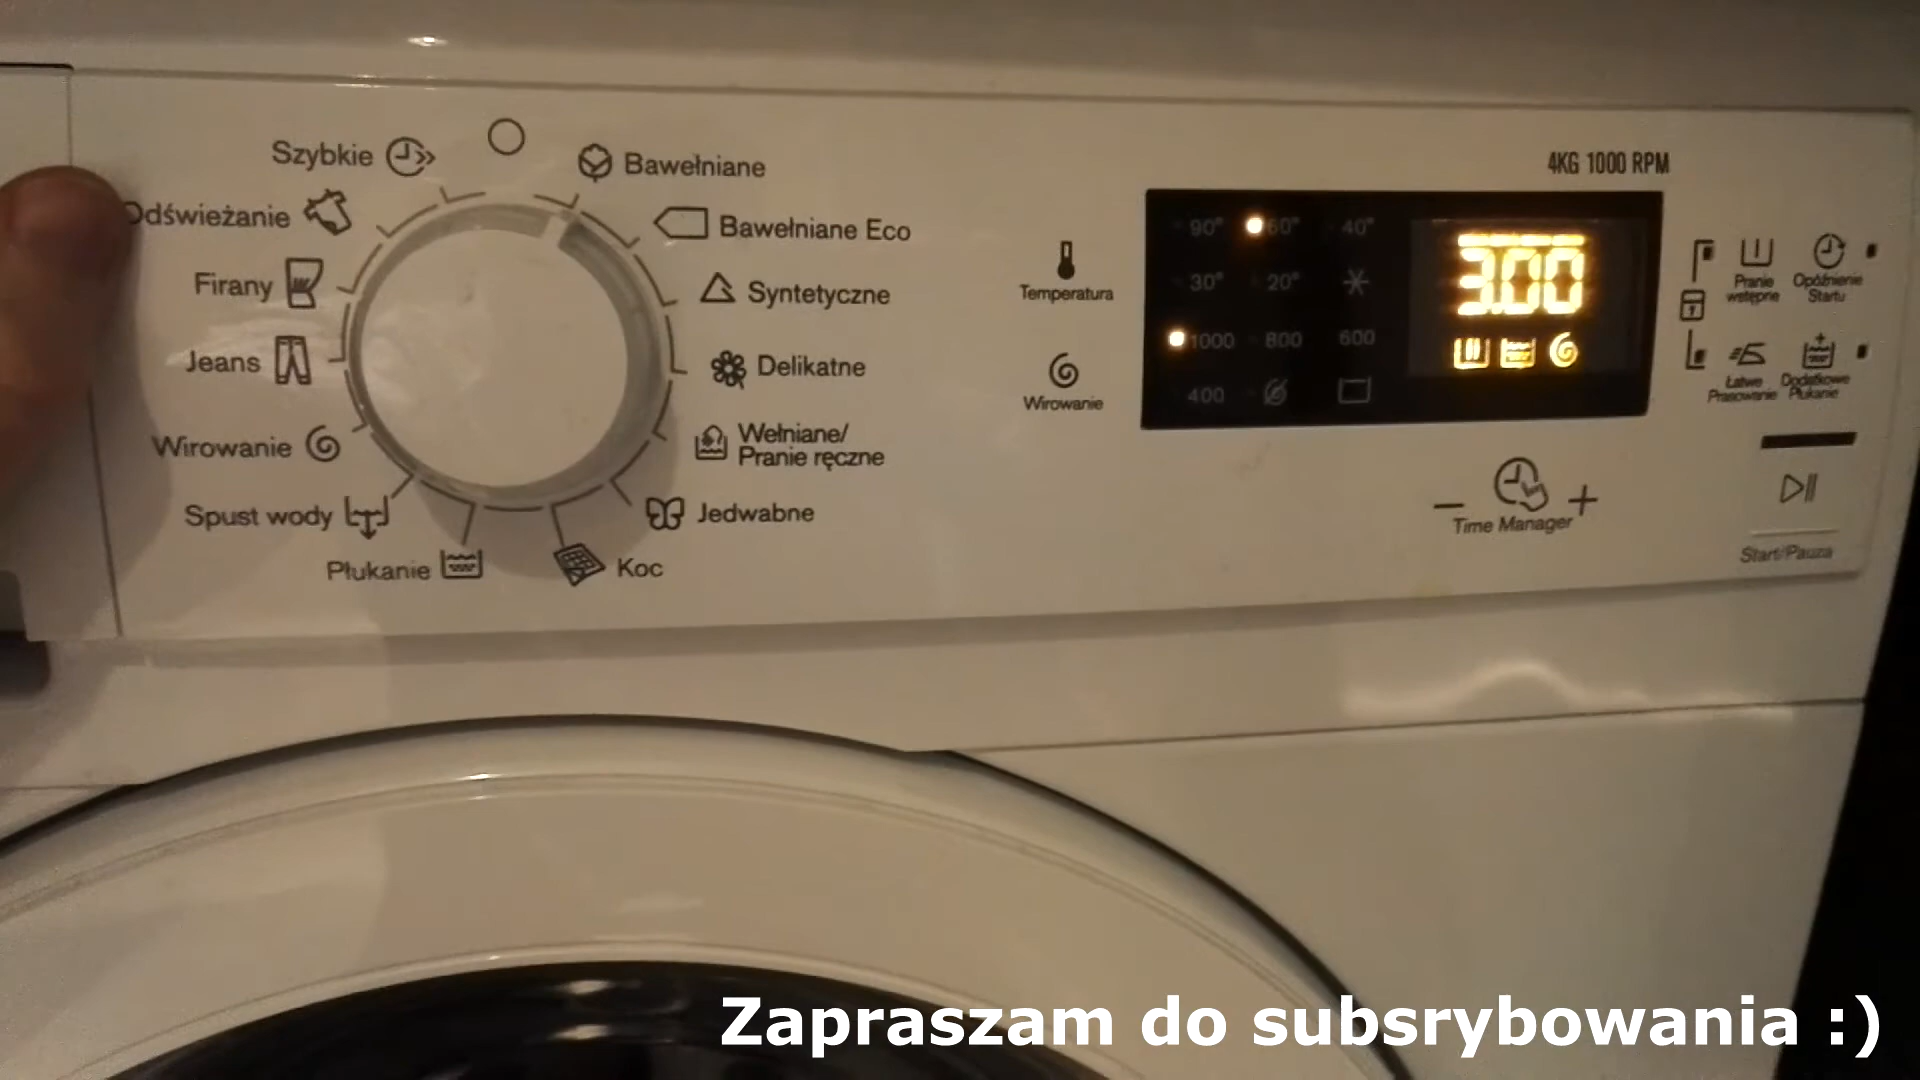 Szybkie
Bawełniane
Odświeżanie
Bawełniane Eco
Firany
Syntetyczne
Jeans
Delikatne
Wirowanie
Wełniane/
Pranie ręczne
Spust wody
Jedwabne
Płukanie
Koc
4KG 1000 RPM
Temperatura
90° 60° 40°
30° 20°
Wirowanie
1000 800 600
400
3.00
Pranie
wstępne
Opóźnienie
Startu
Łatwe
Prasowanie
Dodatkowe
Płukanie
− +
Time Manager
Start/Pauza
Zapraszam do subsrybowania :)